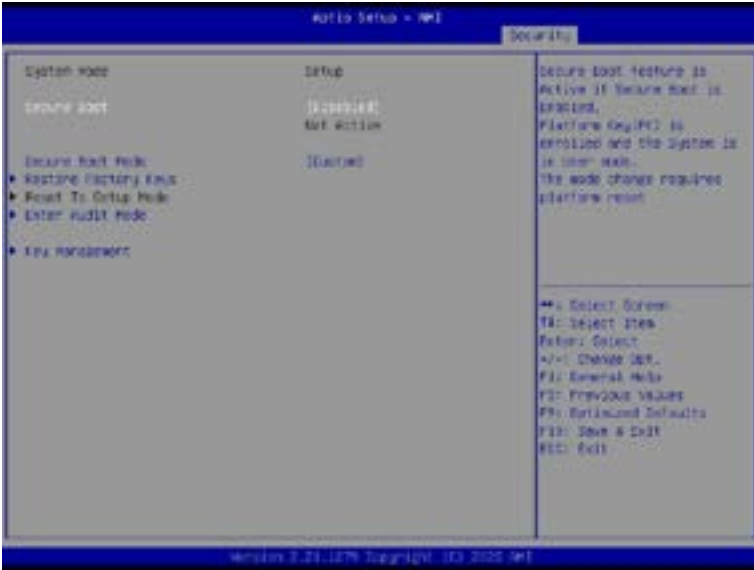 Aptio Setup - AMI
Security
System Mode Setup
Secure Boot [Disabled]
Not Active
Secure Boot Mode [Custom]
Restore Factory Keys
Reset To Setup Mode
Enter Audit Mode
Key Management
Secure Boot feature is
Active if Secure Boot is
Enabled,
Platform Key(PK) is
enrolled and the System is
in User mode.
The mode change requires
platform reset
: Select Screen
: Select Item
Enter: Select
+/-: Change Opt.
F1: General Help
F2: Previous Values
F9: Optimized Defaults
F10: Save & Exit
ESC: Exit
Version Copyright (C) AMI